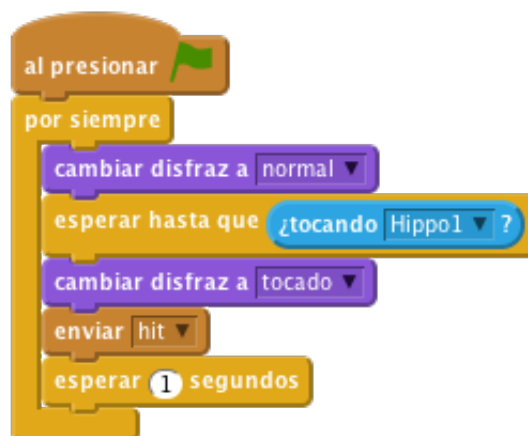 al presionar
por siempre
cambiar disfraz a normal
esperar hasta que ¿tocando Hippo1 ?
cambiar disfraz a tocado
enviar hit
esperar 1 segundos